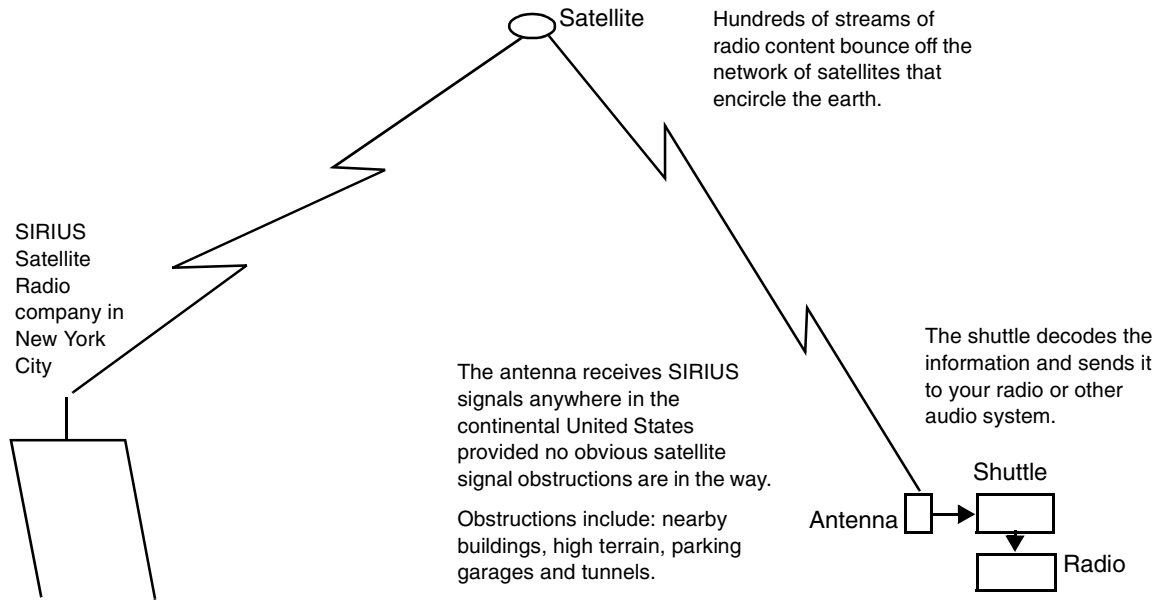 Satellite
Hundreds of streams of
radio content bounce off the
network of satellites that
encircle the earth.
SIRIUS
Satellite
Radio
company in
New York
City
The antenna receives SIRIUS
signals anywhere in the
continental United States
provided no obvious satellite
signal obstructions are in the way.
Obstructions include: nearby
buildings, high terrain, parking
garages and tunnels.
The shuttle decodes the
information and sends it
to your radio or other
audio system.
Shuttle
Antenna
Radio